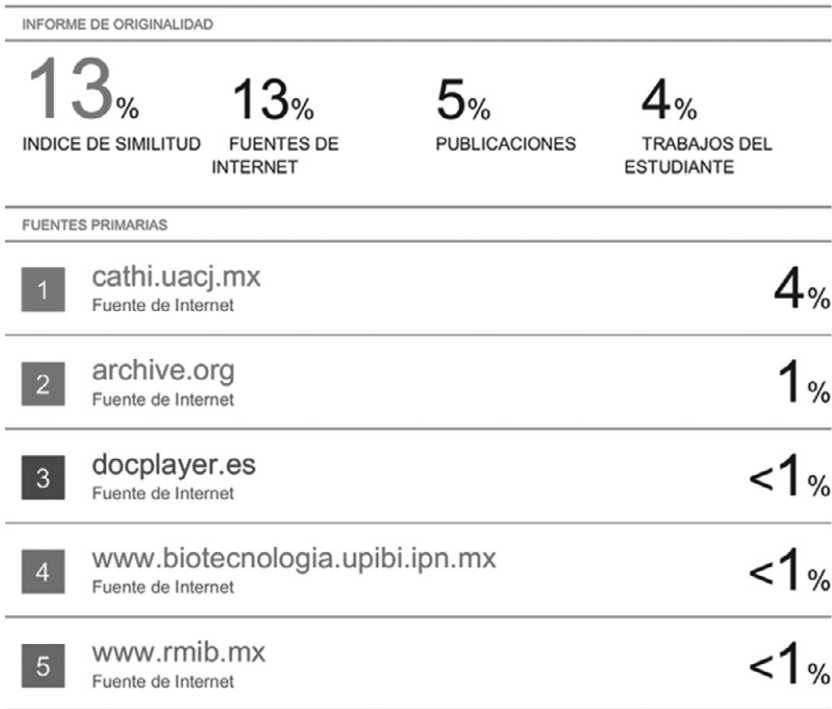 INFORME DE ORIGINALIDAD
13% 13% 5% 4%
INDICE DE SIMILITUD FUENTES DE PUBLICACIONES TRABAJOS DEL
INTERNET ESTUDIANTE
FUENTES PRIMARIAS
1 cathi.uacj.mx 4%
Fuente de Internet
2 archive.org 1%
Fuente de Internet
3 docplayer.es <1%
Fuente de Internet
4 www.biotecnologia.upibi.ipn.mx <1%
Fuente de Internet
5 www.rmib.mx <1%
Fuente de Internet